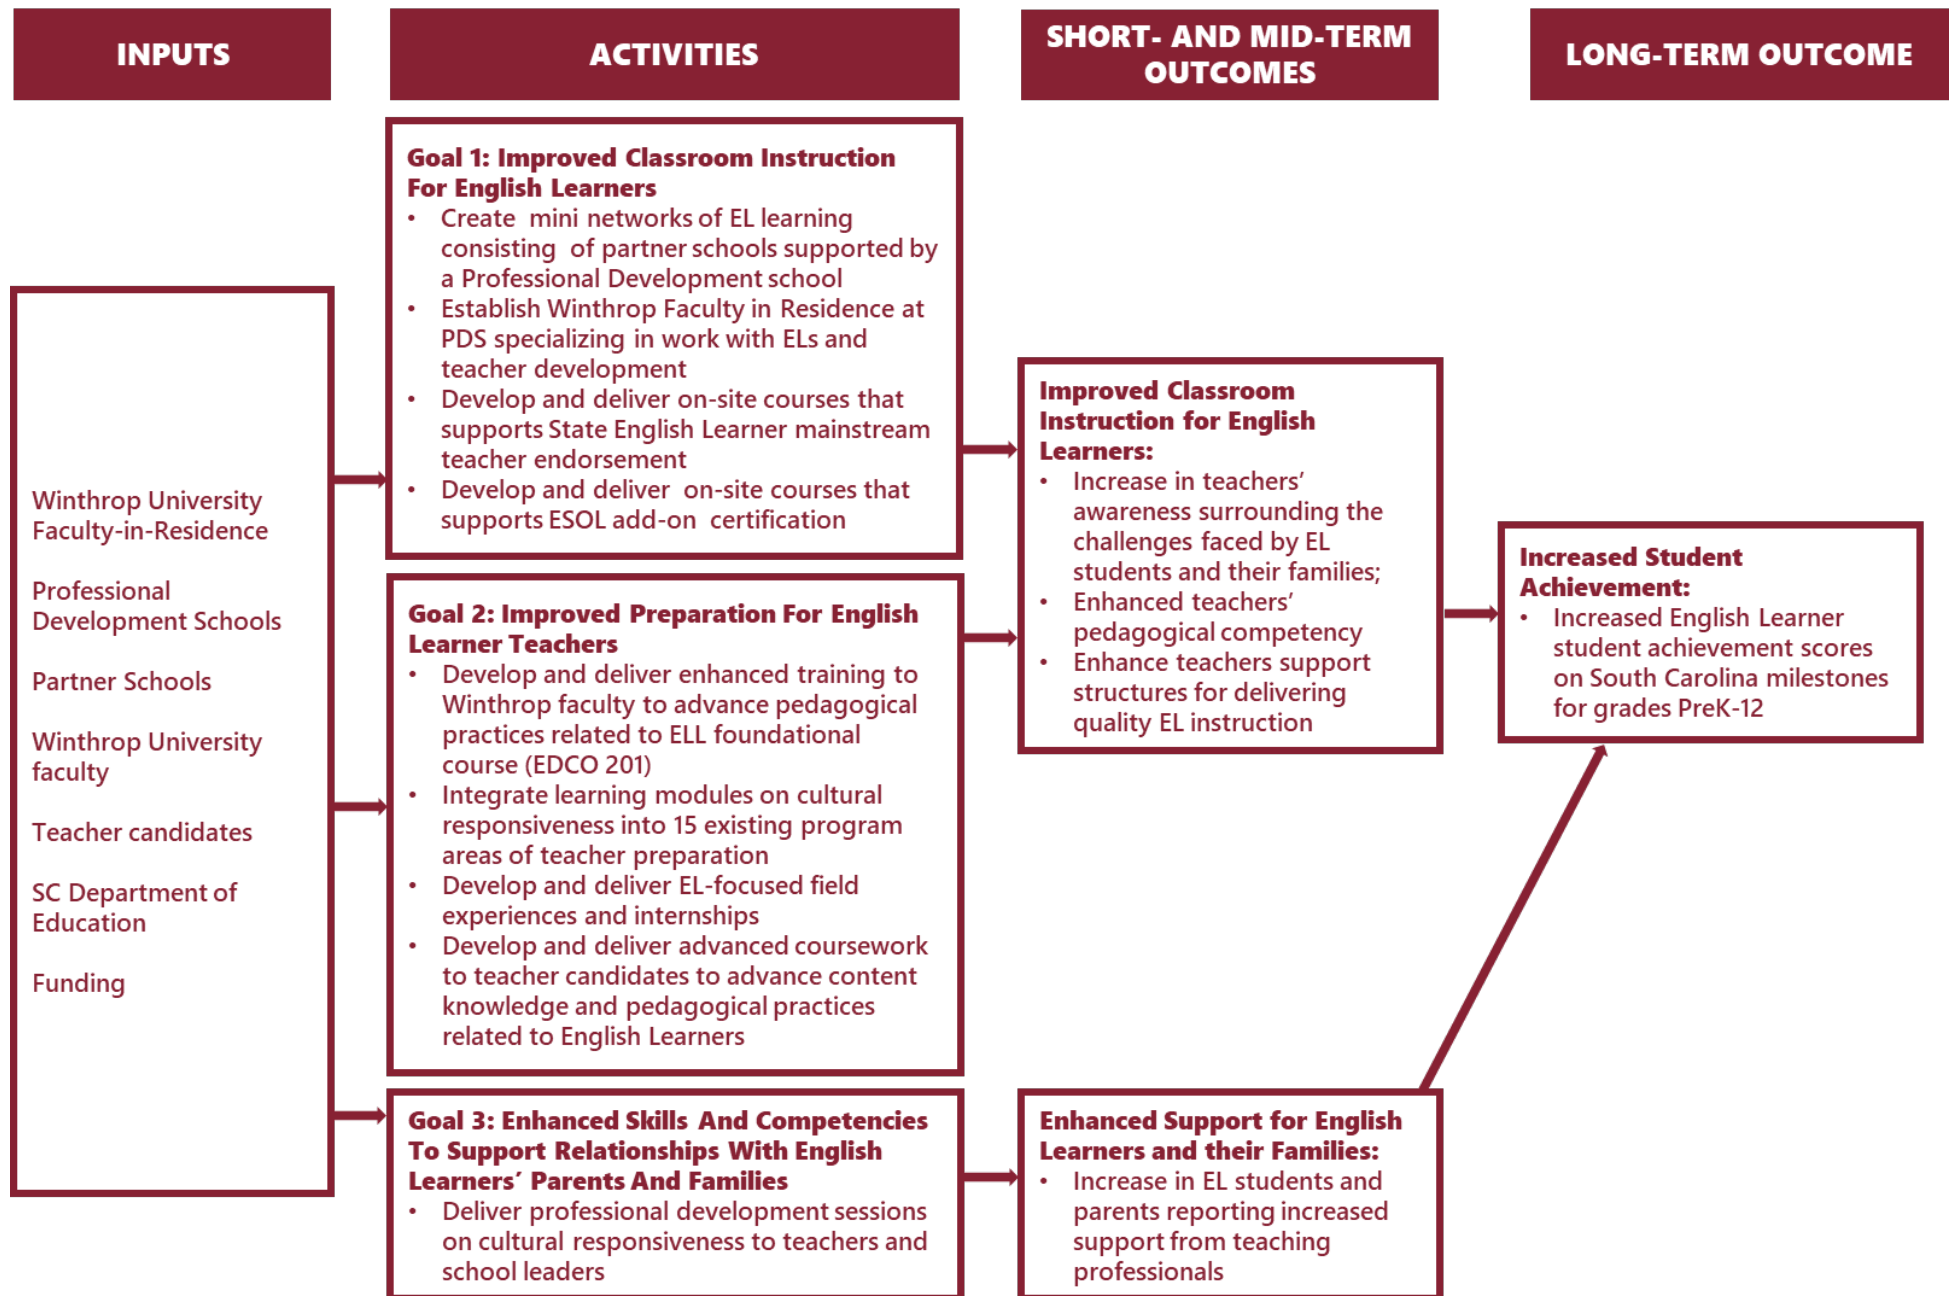 INPUTS
ACTIVITIES
SHORT- AND MID-TERM
OUTCOMES
LONG-TERM OUTCOME
Winthrop University
Faculty-in-Residence
Professional
Development Schools
Partner Schools
Winthrop University
faculty
Teacher candidates
SC Department of
Education
Funding
Goal 1: Improved Classroom Instruction
For English Learners
• Create mini networks of EL learning
consisting of partner schools supported by
a Professional Development school
• Establish Winthrop Faculty in Residence at
PDS specializing in work with ELs and
teacher development
• Develop and deliver on-site courses that
supports State English Learner mainstream
teacher endorsement
• Develop and deliver on-site courses that
supports ESOL add-on certification
Goal 2: Improved Preparation For English
Learner Teachers
• Develop and deliver enhanced training to
Winthrop faculty to advance pedagogical
practices related to ELL foundational
course (EDCO 201)
• Integrate learning modules on cultural
responsiveness into 15 existing program
areas of teacher preparation
• Develop and deliver EL-focused field
experiences and internships
• Develop and deliver advanced coursework
to teacher candidates to advance content
knowledge and pedagogical practices
related to English Learners
Goal 3: Enhanced Skills And Competencies
To Support Relationships With English
Learners’ Parents And Families
• Deliver professional development sessions
on cultural responsiveness to teachers and
school leaders
Improved Classroom
Instruction for English
Learners:
• Increase in teachers’
awareness surrounding the
challenges faced by EL
students and their families;
• Enhanced teachers’
pedagogical competency
• Enhance teachers support
structures for delivering
quality EL instruction
Enhanced Support for English
Learners and their Families:
• Increase in EL students and
parents reporting increased
support from teaching
professionals
Increased Student
Achievement:
• Increased English Learner
student achievement scores
on South Carolina milestones
for grades PreK-12